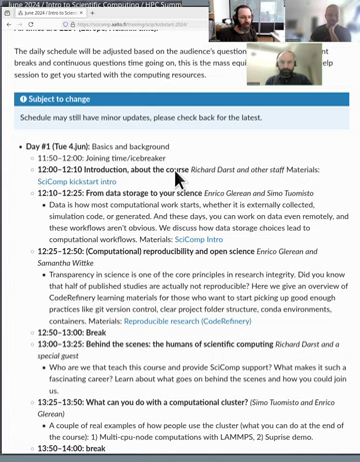 June 2024 / Intro to Scientific Computing / HPC Summ
June 2024 / Intro to Scien
The daily schedule will be adjusted based on the audience's question
breaks and continuous questions time going on, this is the mass equi
elp
session to get you started with the computing resources.
Subject to change
Schedule may still have minor updates, please check back for the latest.
Day #1 (Tue 4.jun): Basics and background
11:50–12:00: Joining time/icebreaker
12:00–12:10 Introduction, about the course Richard Darst and other staff Materials:
SciComp kickstart intro
12:10–12:25: From data storage to your science Enrico Glerean and Simo Tuomisto
Data is how most computational work starts, whether it is externally collected,
simulation code, or generated. And these days, you can work on data even remotely, and
these workflows aren't obvious. We discuss how data storage choices lead to
computational workflows. Materials: SciComp Intro
12:25–12:50: (Computational) reproducibility and open science Enrico Glerean and
Samantha Wittke
Transparency in science is one of the core principles in research integrity. Did you know
that half of published studies are actually not reproducible? Here we give an overview of
CodeRefinery learning materials for those who want to start picking up good enough
practices like git version control, clear project folder structure, conda environments,
containers. Materials: Reproducible research (CodeRefinery)
12:50–13:00: Break
13:00–13:25: Behind the scenes: the humans of scientific computing Richard Darst and a
special guest
Who are we that teach this course and provide SciComp support? What makes it such a
fascinating career? Learn about what goes on behind the scenes and how you could join
us.
13:25–13:50: What can you do with a computational cluster? (Simo Tuomisto and Enrico
Glerean)
A couple of real examples of how people use the cluster (what you can do at the end of
the course): 1) Multi-cpu-node computations with LAMMPS, 2) Suprise demo.
13:50–14:00: break